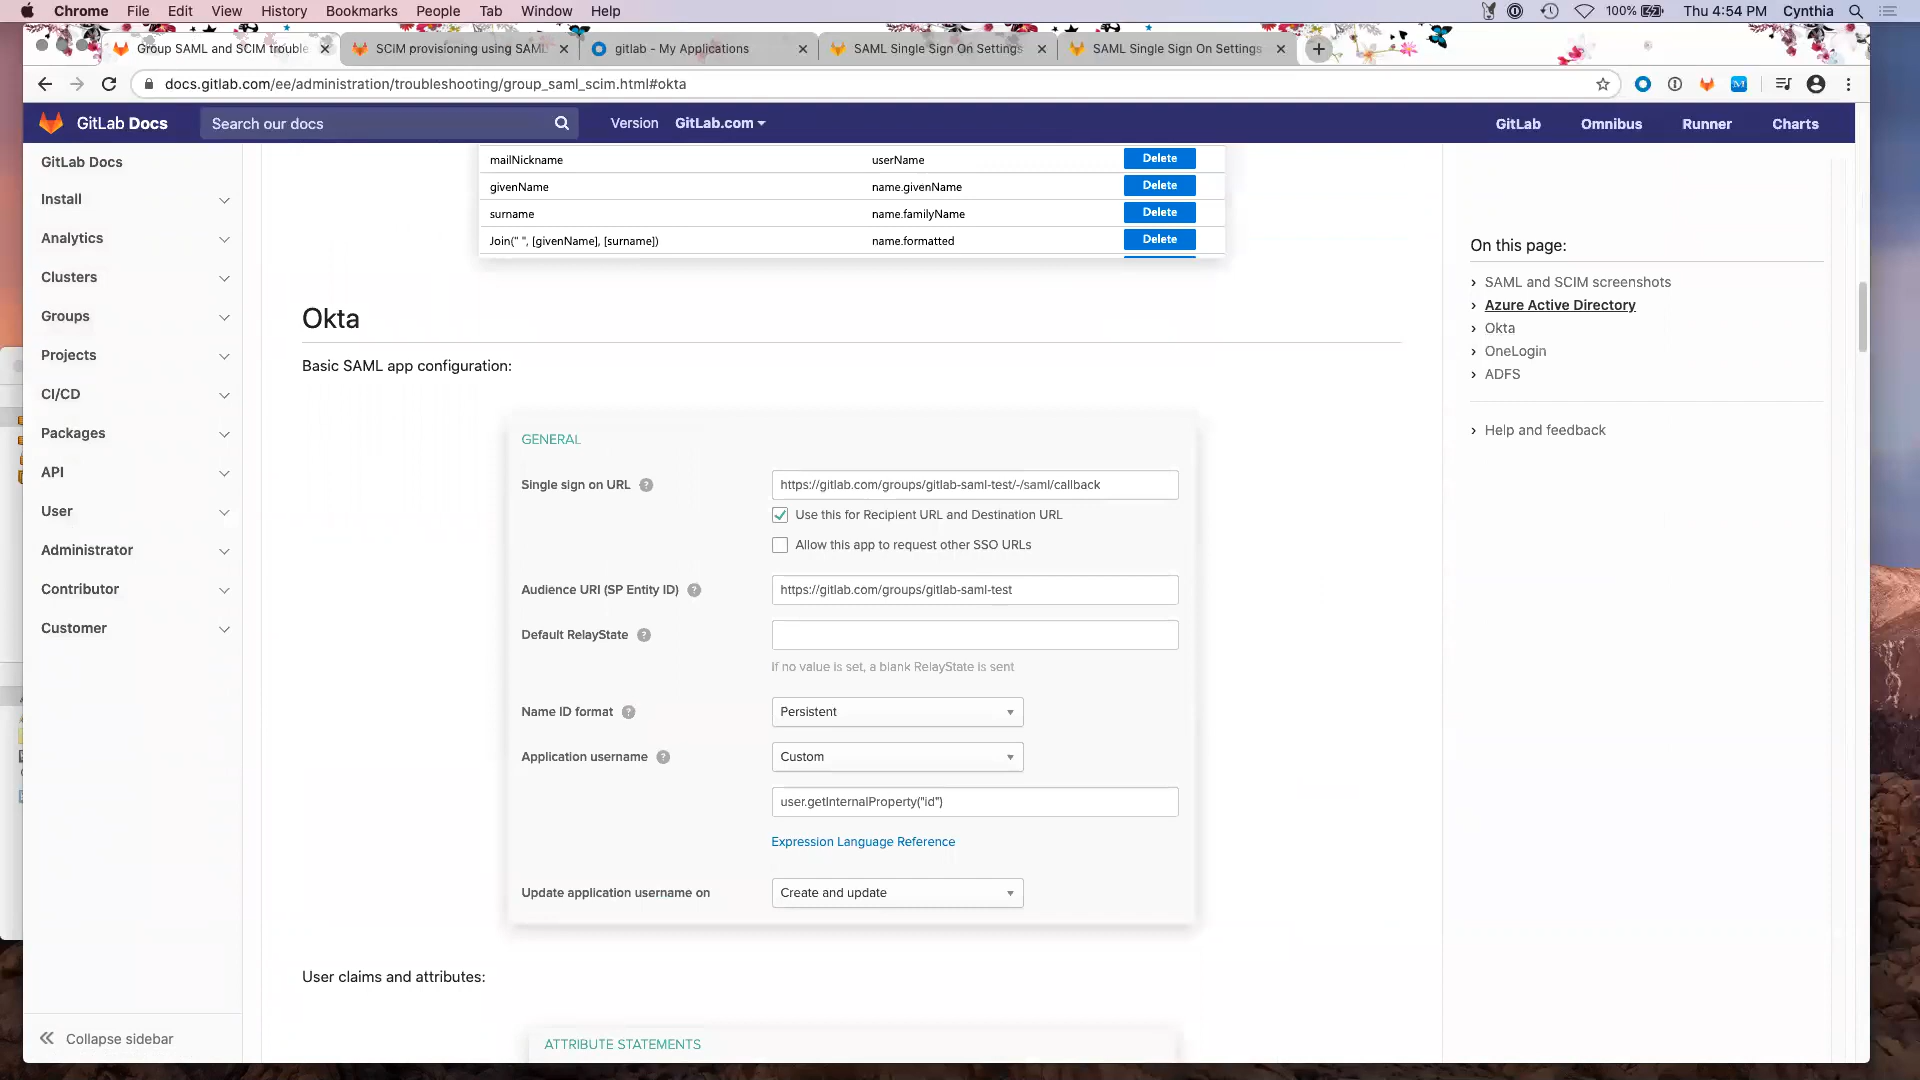 Chrome File Edit View History Bookmarks People Tab Window Help 100% Thu 4:54 PM Cynthia
Group SAML and SCIM trouble SCiM provisioning using SAML gitlab - My Applications SAML Single Sign On Settings SAML Single Sign On Settings
docs.gitlab.com/ee/administration/troubleshooting/group_saml_scim.html#okta
GitLab Docs Search our docs Version GitLab.com GitLab Omnibus Runner Charts
GitLab Docs
Install
Analytics
Clusters
Groups
Projects
CI/CD
Packages
API
User
Administrator
Contributor
Customer
Collapse sidebar
mailNickname userName Delete
givenName name.givenName Delete
surname name.familyName Delete
Join(" ", [givenName], [surname]) name.formatted Delete
Okta
Basic SAML app configuration:
GENERAL
Single sign on URL ? https://gitlab.com/groups/gitlab-saml-test/-/saml/callback
Use this for Recipient URL and Destination URL
Allow this app to request other SSO URLs
Audience URI (SP Entity ID) ? https://gitlab.com/groups/gitlab-saml-test
Default RelayState ?
If no value is set, a blank RelayState is sent
Name ID format ? Persistent
Application username ? Custom
user.getInternalProperty("id")
Expression Language Reference
Update application username on Create and update
User claims and attributes:
ATTRIBUTE STATEMENTS
On this page:
SAML and SCIM screenshots
Azure Active Directory
Okta
OneLogin
ADFS
Help and feedback